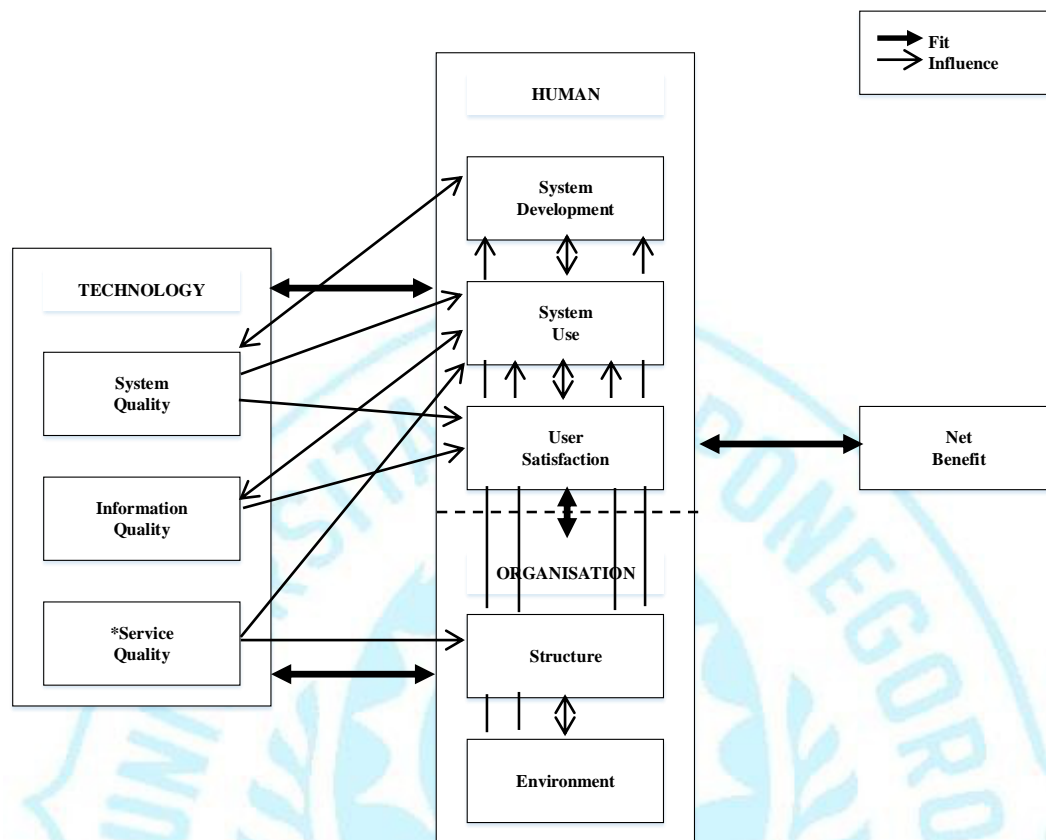 Fit
Influence
HUMAN
System
Development
TECHNOLOGY
System
Use
System
Quality
User
Satisfaction
Net
Benefit
Information
Quality
ORGANISATION
*Service
Quality
Structure
Environment